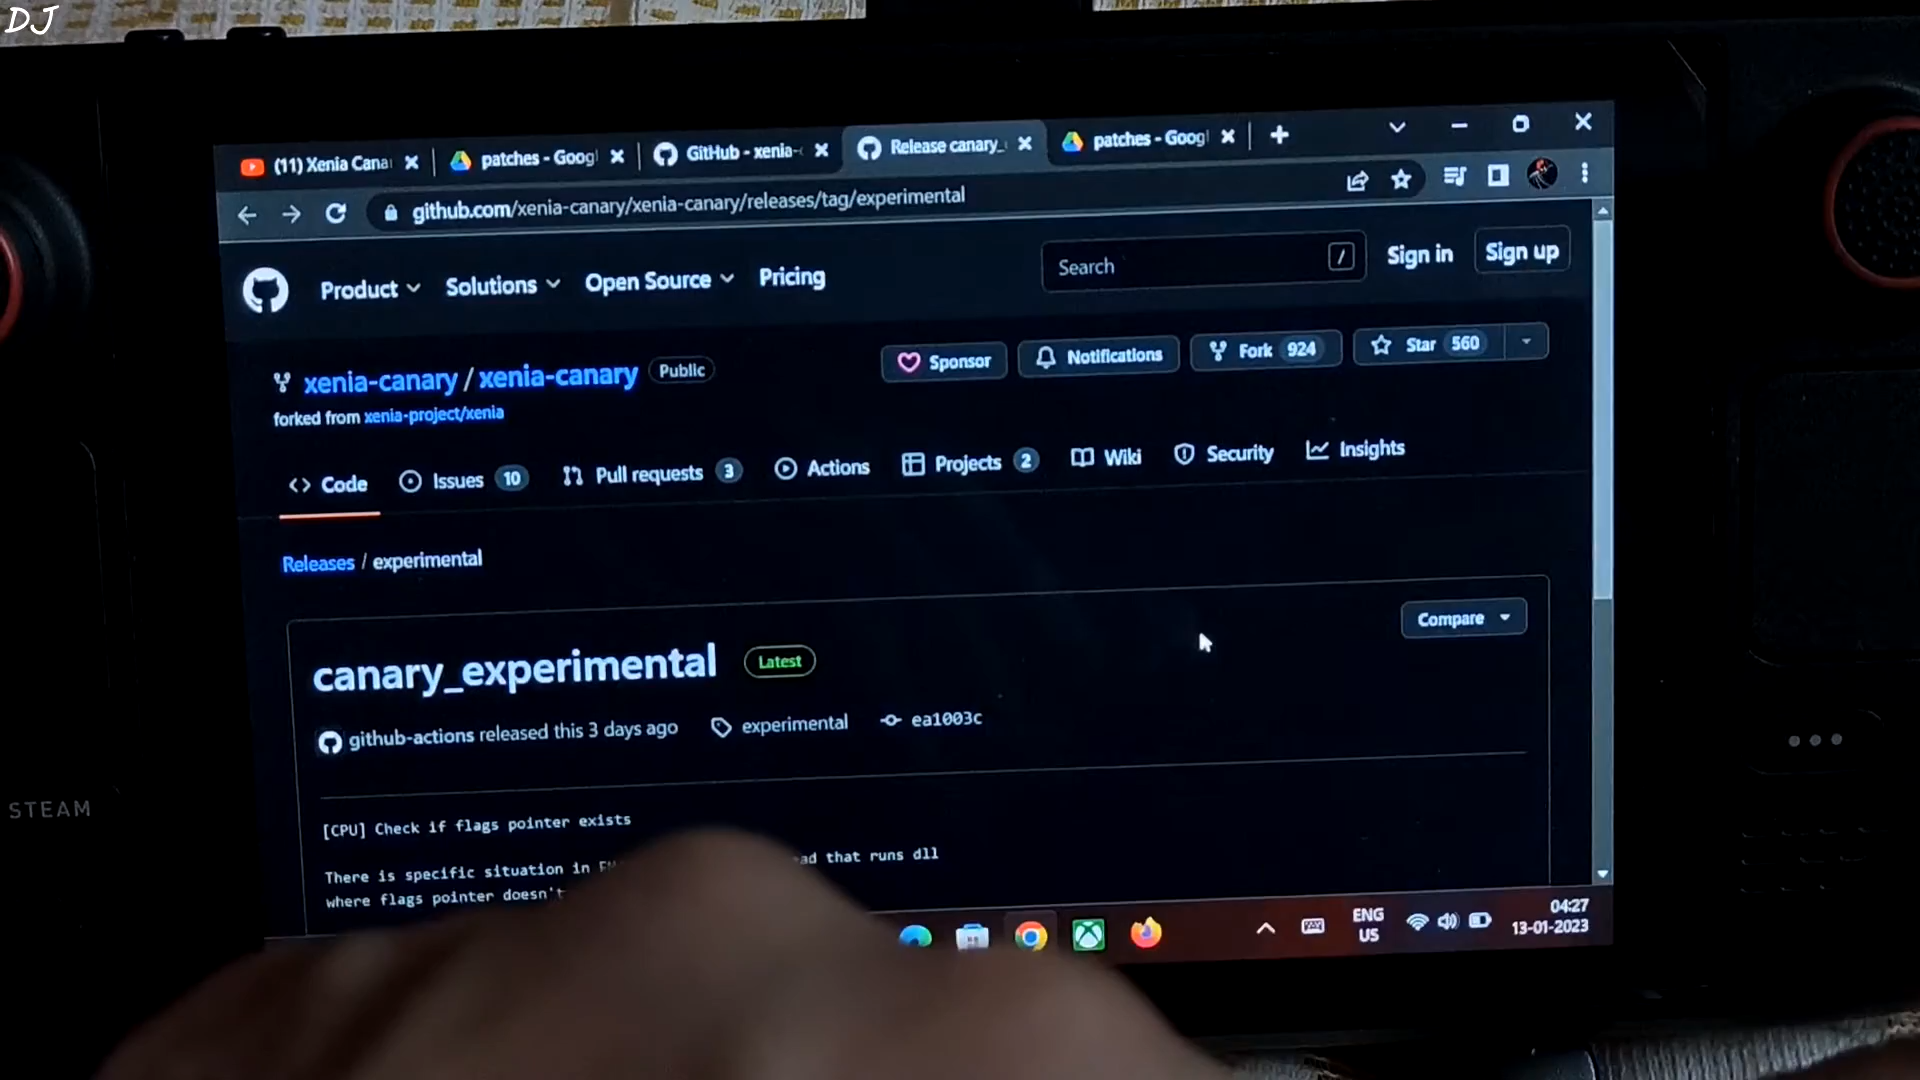 DJ
(11) Xenia Cana
patches - Googl
GitHub - xenia-
Release canary_
patches - Googl
github.com/xenia-canary/xenia-canary/releases/tag/experimental
Product
Solutions
Open Source
Pricing
Search /
Sign in
Sign up
xenia-canary / xenia-canary Public
Sponsor
Notifications
Fork 924
Star 560
forked from xenia-project/xenia
Code
Issues 10
Pull requests 3
Actions
Projects 2
Wiki
Security
Insights
Releases / experimental
Compare
canary_experimental Latest
github-actions released this 3 days ago
experimental
ea1003c
[CPU] Check if flags pointer exists
There is specific situation in
that runs dll
where flags pointer doesn't
ENG
US
04:27
13-01-2023
STEAM